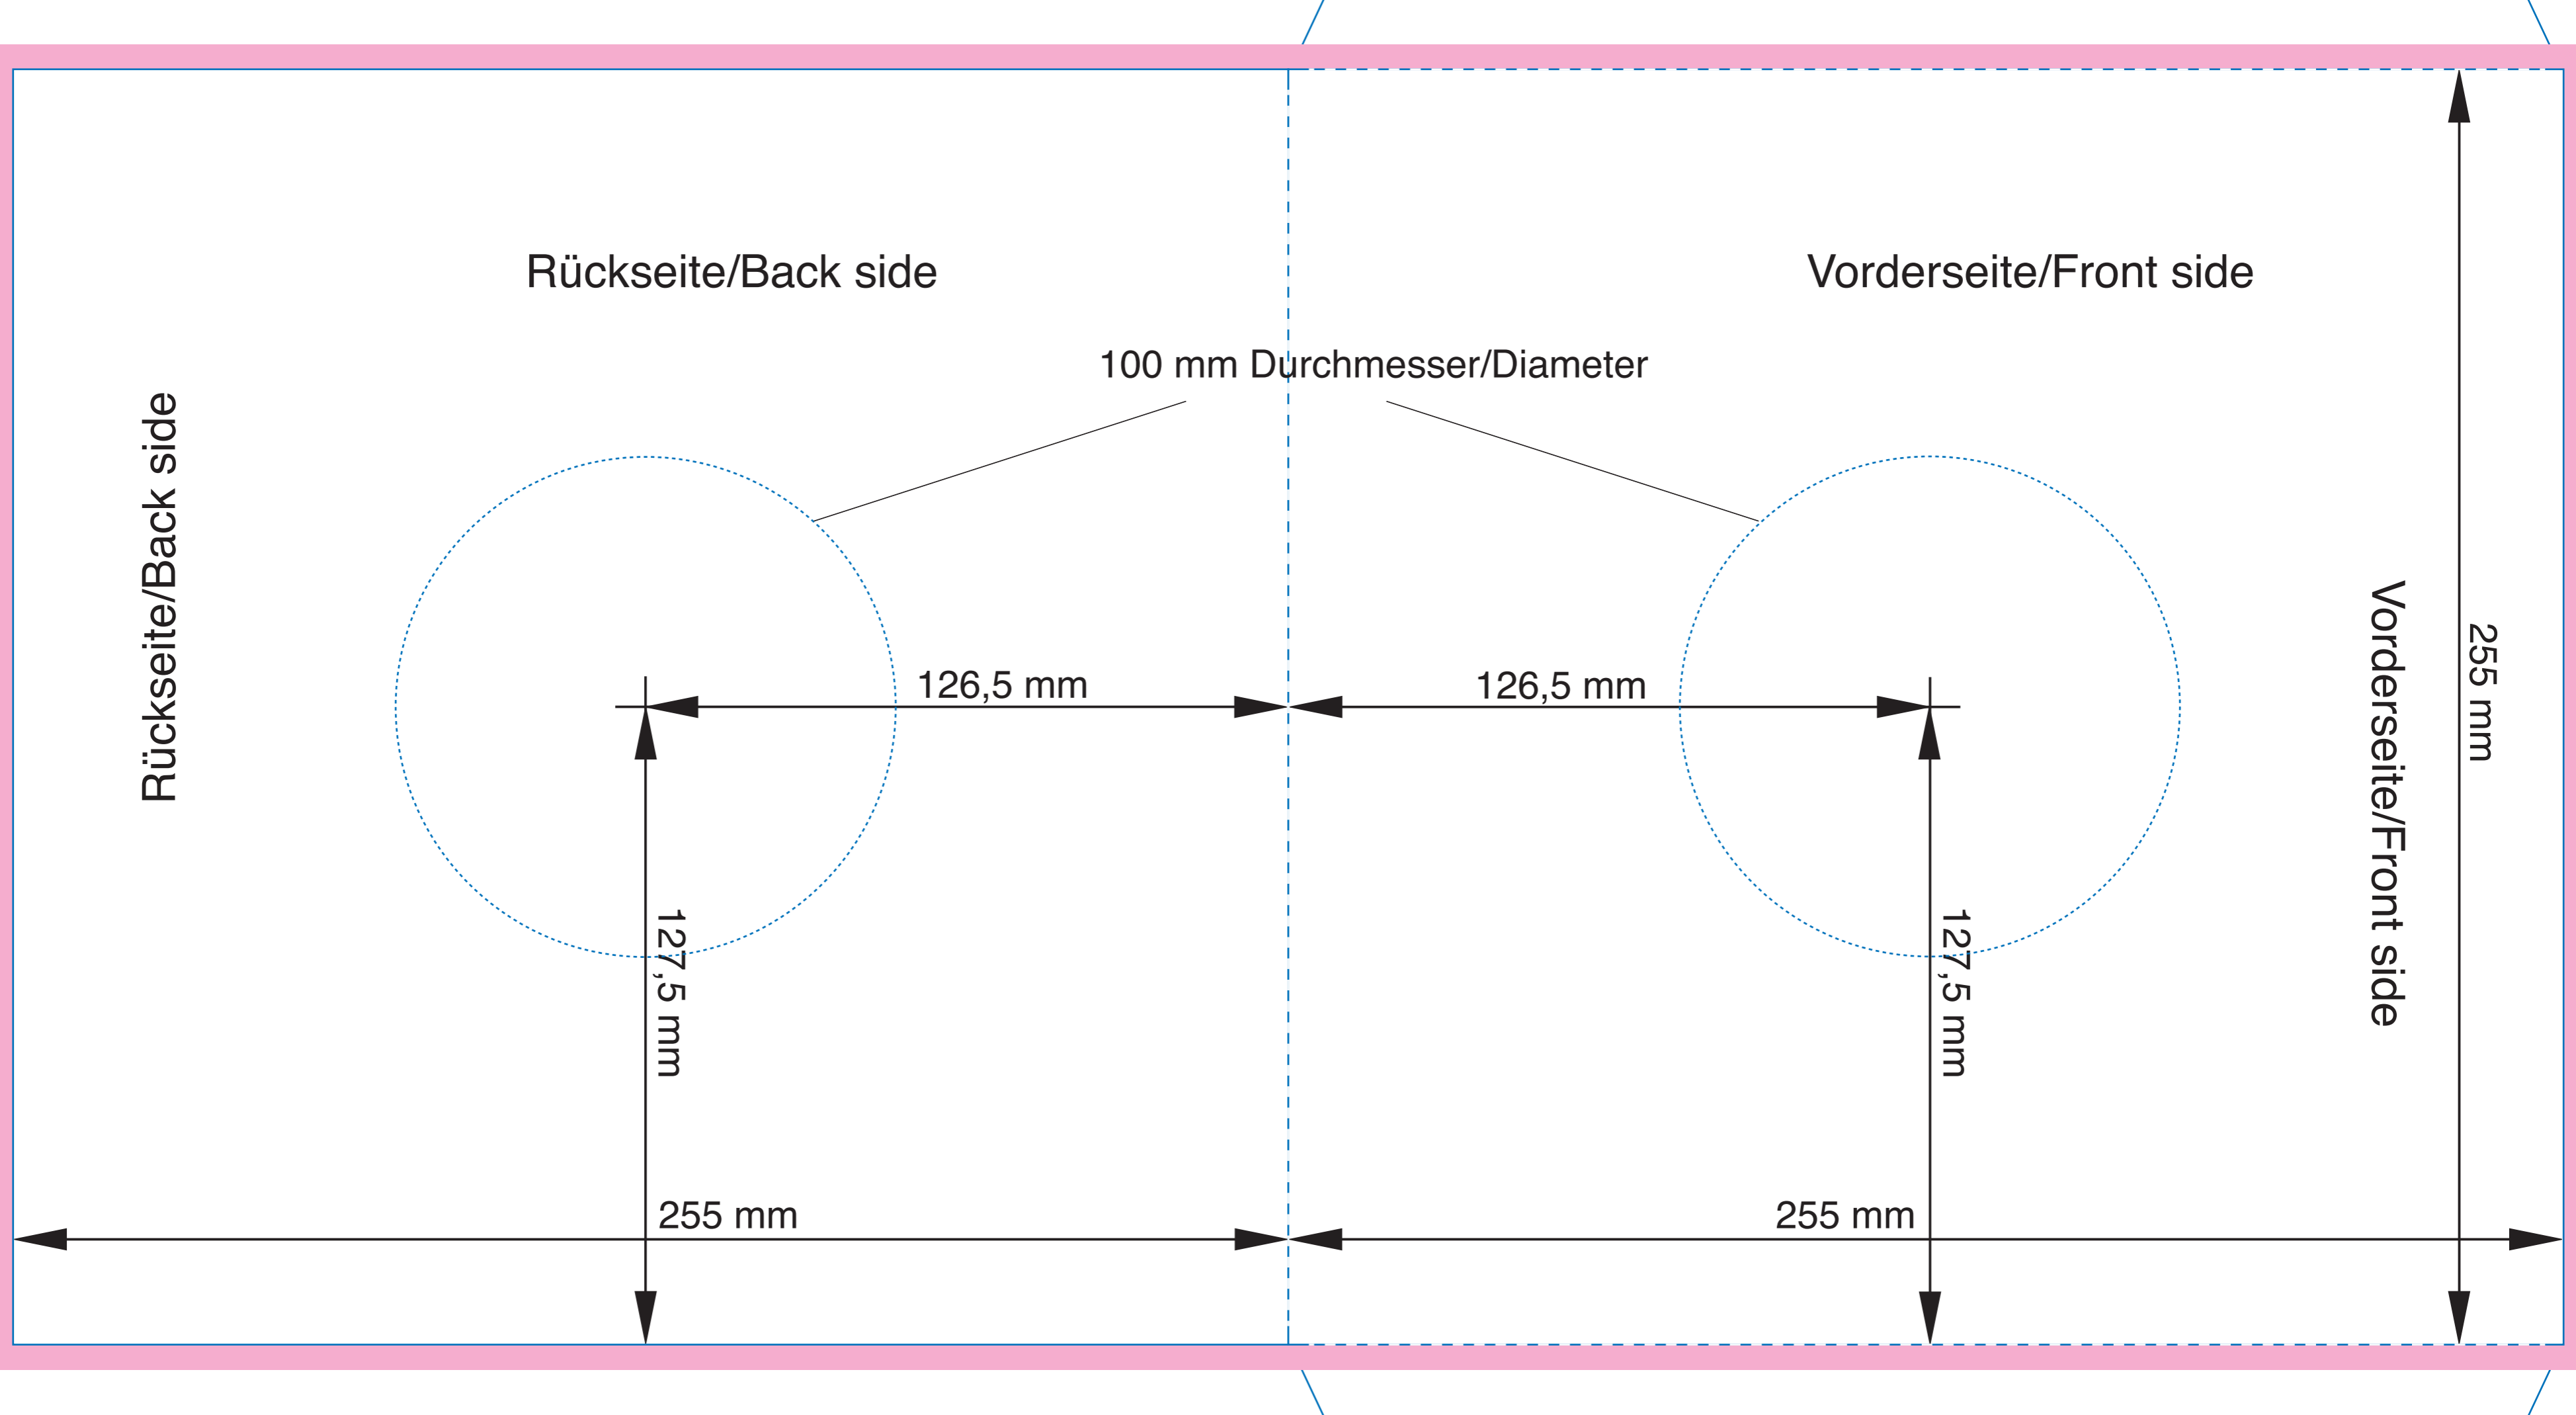 Rückseite/Back side
Vorderseite/Front side
100 mm Durchmesser/Diameter
Rückseite/Back side
126,5 mm
126,5 mm
Vorderseite/Front side
255 mm
127,5 mm
127,5 mm
255 mm
255 mm